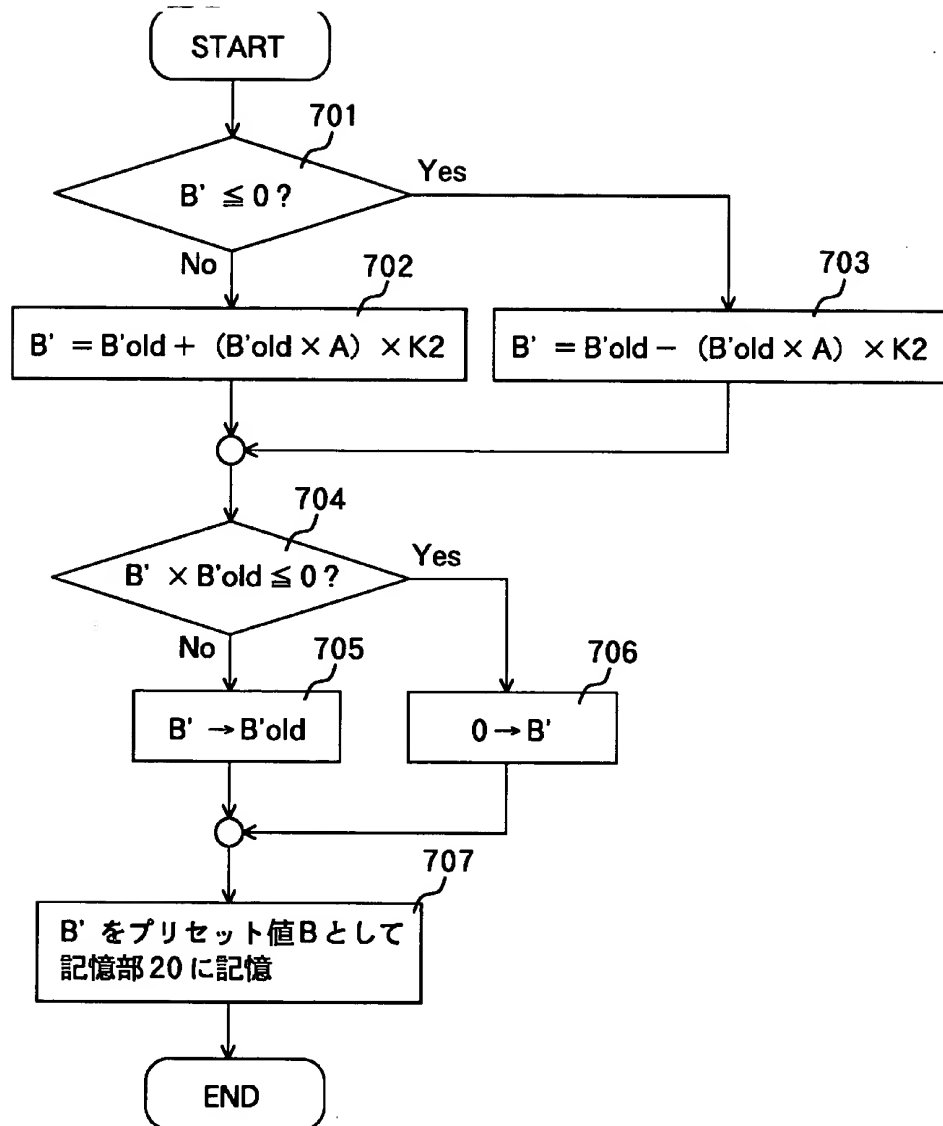 START
701
B' ≦ 0 ?
Yes
No
702
703
B' = B'old + (B'old × A) × K2
B' = B'old − (B'old × A) × K2
704
B' × B'old ≦ 0 ?
Yes
No
705
706
B' → B'old
0 → B'
707
B' をプリセット値Bとして
記憶部20に記憶
END